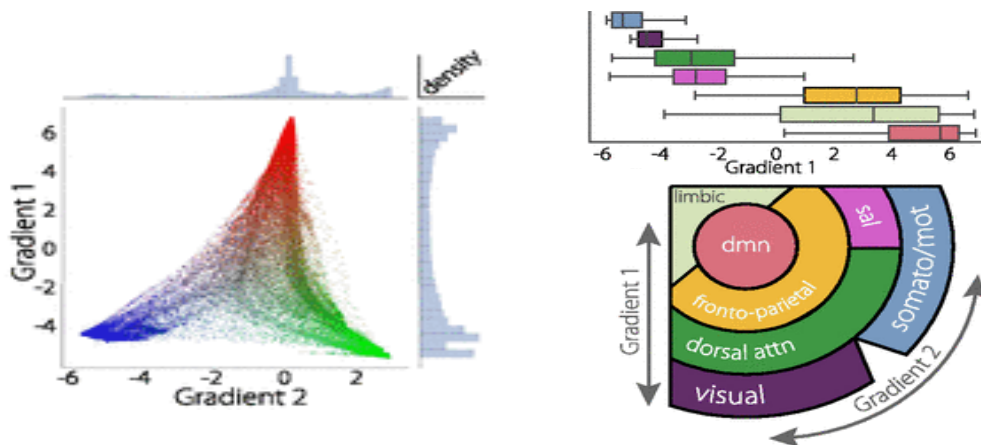 density
6
4
2
0
-2
-4
Gradient 1
-6
-4
-2
0
2
Gradient 2
-6
-4
-2
0
2
4
6
Gradient 1
limbic
dmn
sal
somato/mot
fronto-parietal
dorsal attn
visual
Gradient 1
Gradient 2